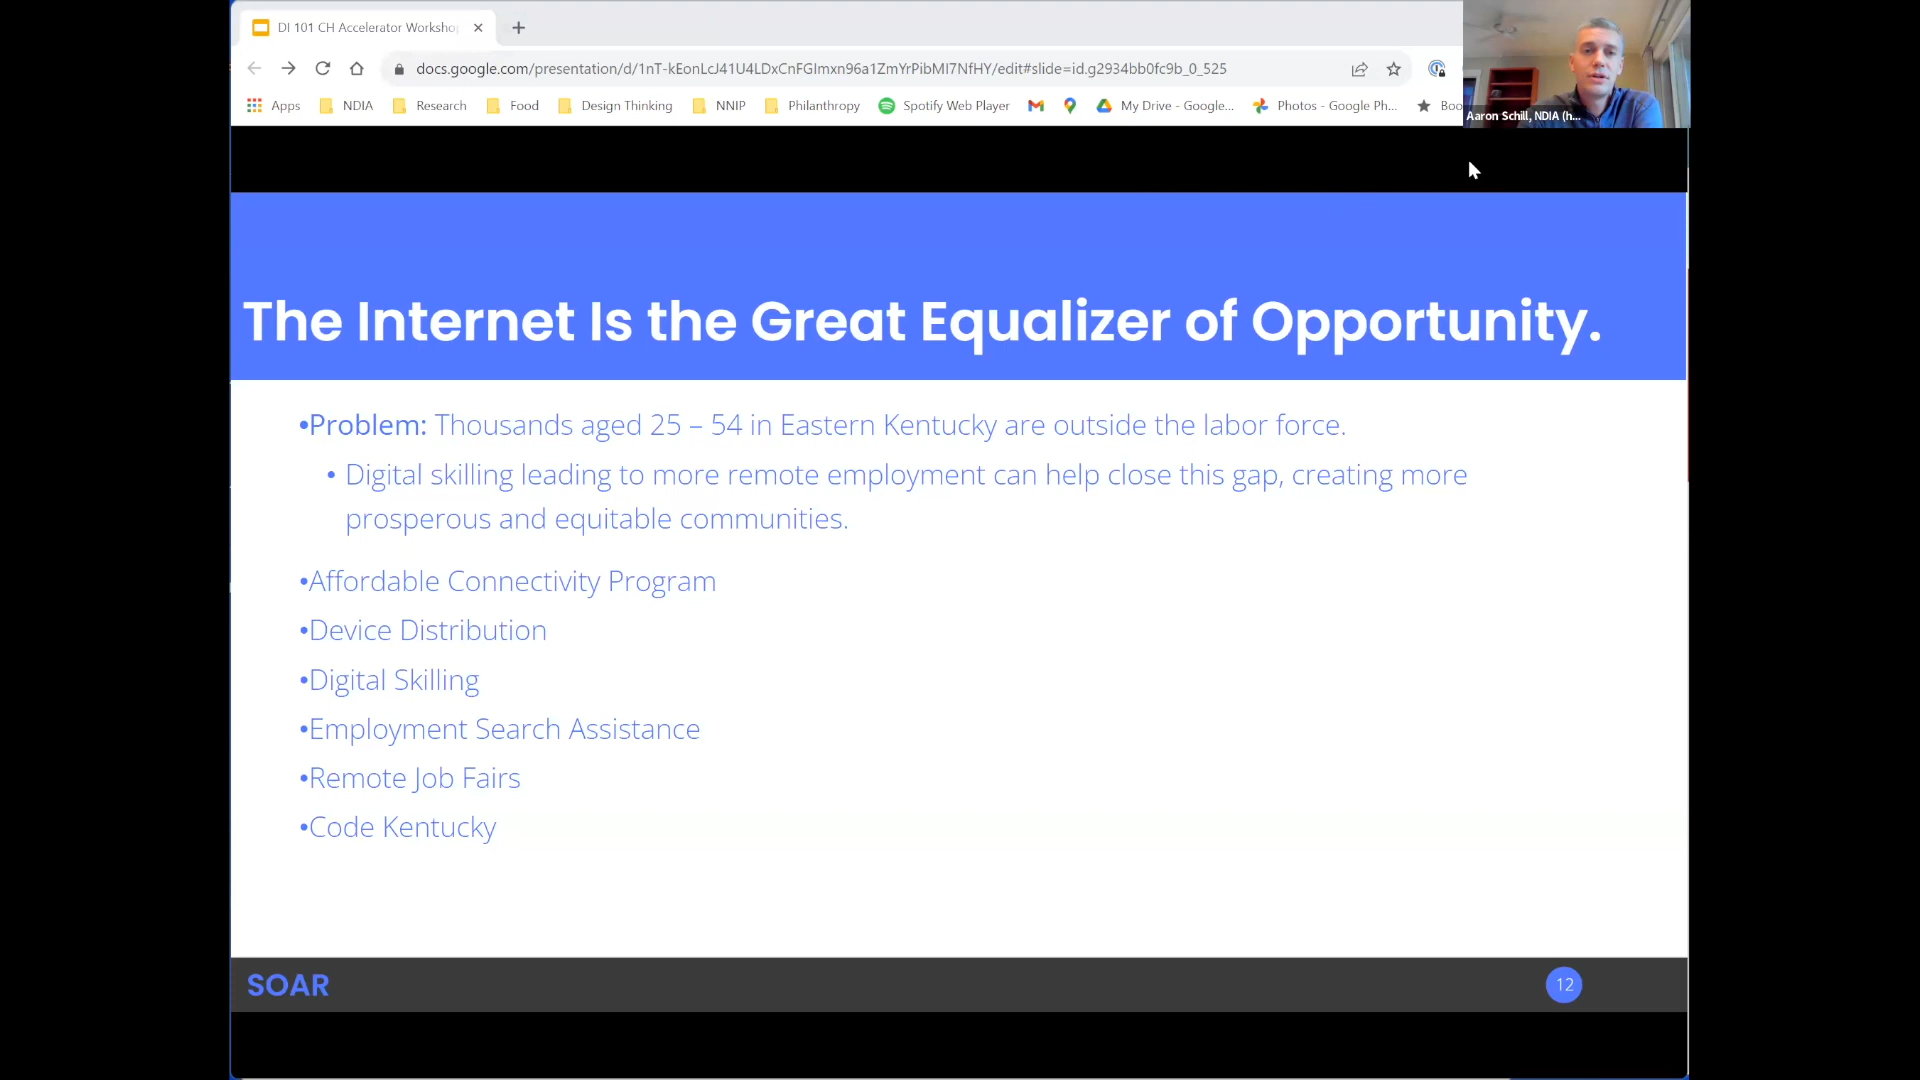 DI 101 CH Accelerator Worksho
docs.google.com/presentation/d/1nT-kEonLcJ41U4LDxCnFGImxn96a1ZmYrPibMI7NfHY/edit#slide=id.g2934bb0fc9b_0_525
Apps NDIA Research Food Design Thinking NNIP Philanthropy Spotify Web Player My Drive - Google... Photos - Google Ph... Boo
Aaron Schill, NDIA (h...
The Internet Is the Great Equalizer of Opportunity.
•Problem: Thousands aged 25 – 54 in Eastern Kentucky are outside the labor force.
• Digital skilling leading to more remote employment can help close this gap, creating more
prosperous and equitable communities.
•Affordable Connectivity Program
•Device Distribution
•Digital Skilling
•Employment Search Assistance
•Remote Job Fairs
•Code Kentucky
SOAR
12